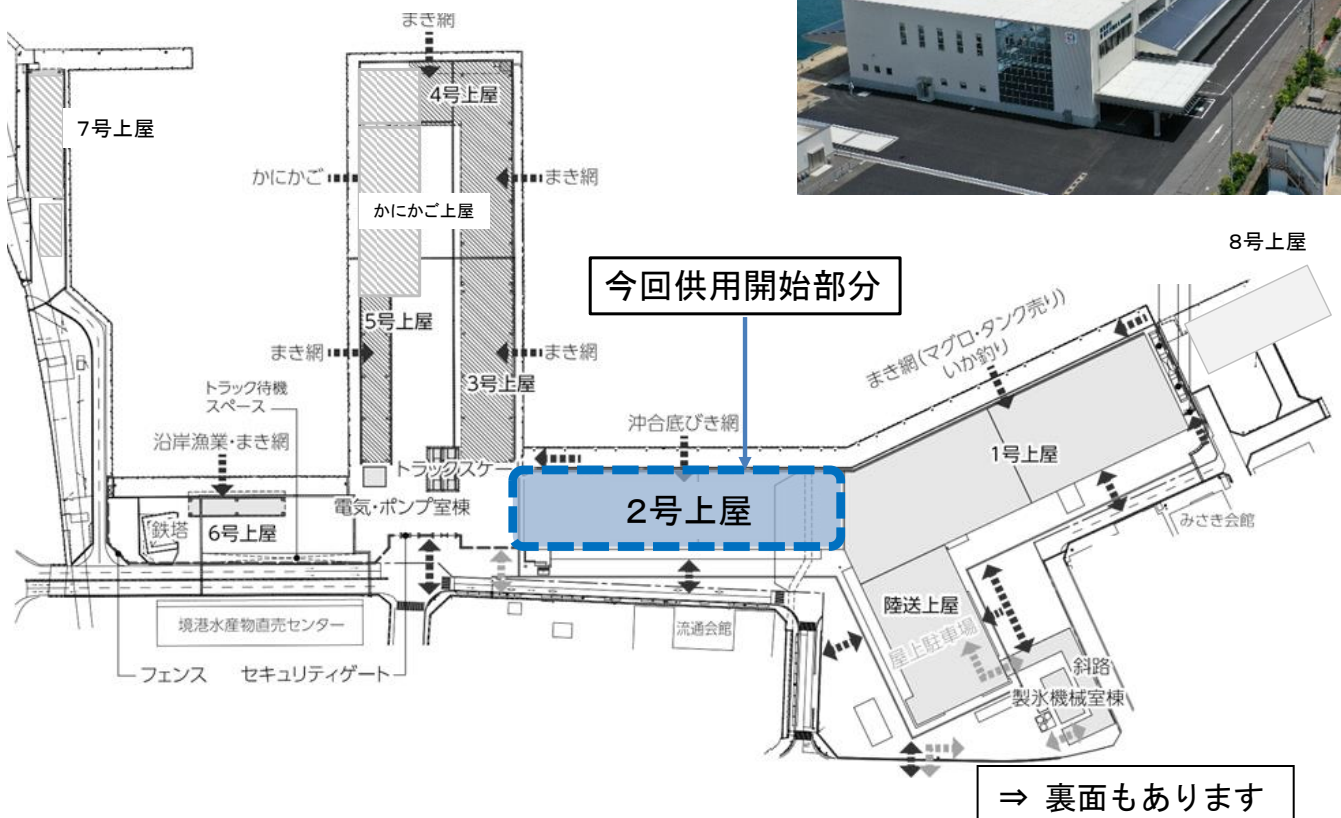 まき網
4号上屋
7号上屋
かにかご
まき網
かにかご上屋
8号上屋
今回供用開始部分
5号上屋
まき網
まき網
3号上屋
まき網(マグロ・タンク売り)
いか釣り
トラック待機
スペース
沿岸漁業・まき網
沖合底びき網
1号上屋
トラックスケー
2号上屋
電気・ポンプ室棟
鉄塔
6号上屋
みさき会館
陸送上屋
境港水産物直売センター
流通会館
屋上駐車場
フェンス
セキュリティゲート
斜路
製氷機械室棟
⇒ 裏面もあります